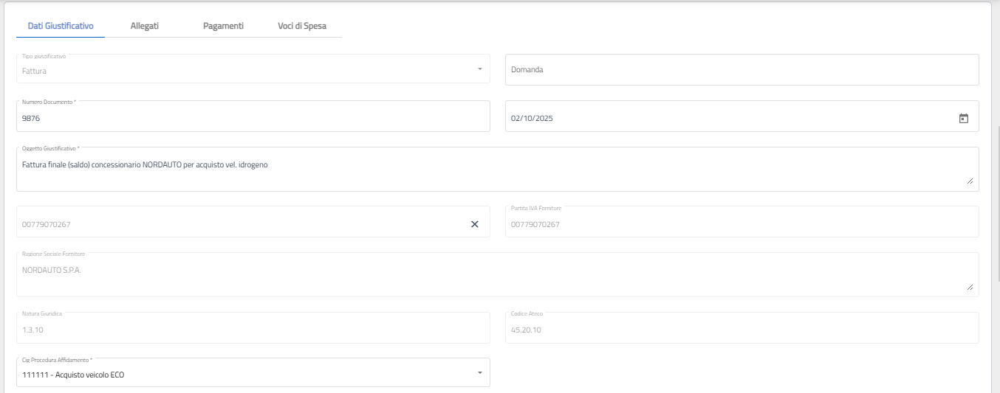 Dati Giustificativo Allegati Pagamenti Voci di Spesa
Tipo giustificativo
Fattura
Domanda
Numero Documento *
9876
02/10/2025
Oggetto Giustificativo *
Fattura finale (saldo) concessionario NORDAUTO per acquisto vel. idrogeno
00779070267
Partita IVA Fornitore
00779070267
Ragione Sociale Fornitore
NORDAUTO S.P.A.
Natura Giuridica
1.3.10
Codice Ateco
45.20.10
Cig Procedura Affidamento *
111111 - Acquisto veicolo ECO